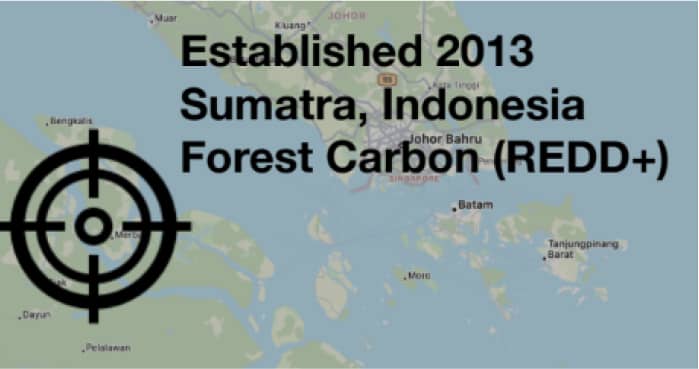 Muar
Kluang
JOHOR
Established 2013
Kota Tinggi
Sumatra, Indonesia
Bengkalis
Johor Bahru
Forest Carbon (REDD+)
SINGAPORE
Batam
Tanjungpinang
Barat
Moro
Dayun
Pelalawan